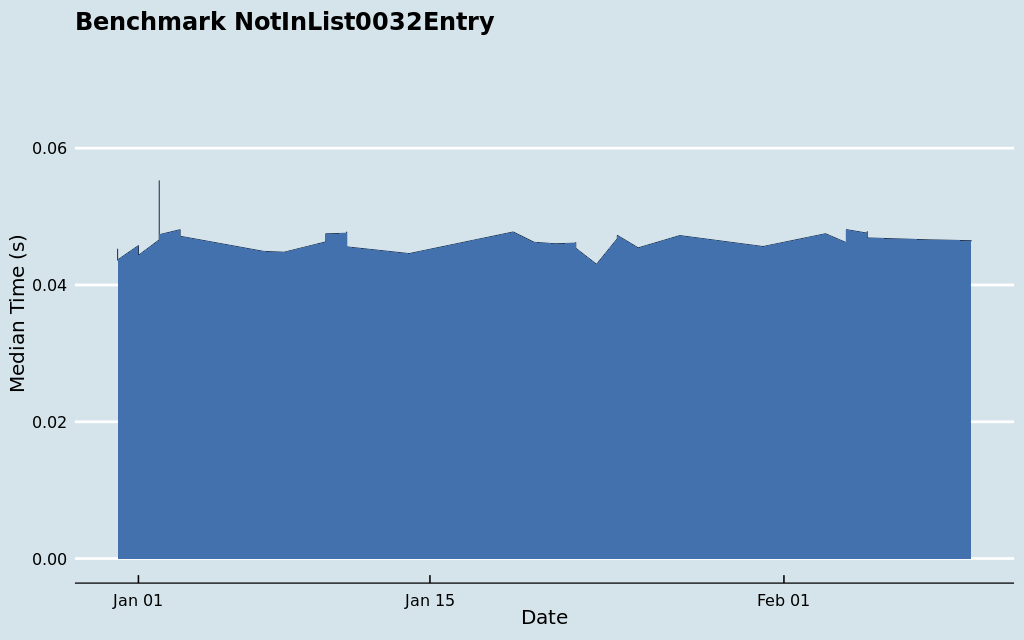 Benchmark NotInList0032Entry
Median Time (s)
0.06
0.04
0.02
0.00
Jan 01
Jan 15
Feb 01
Date